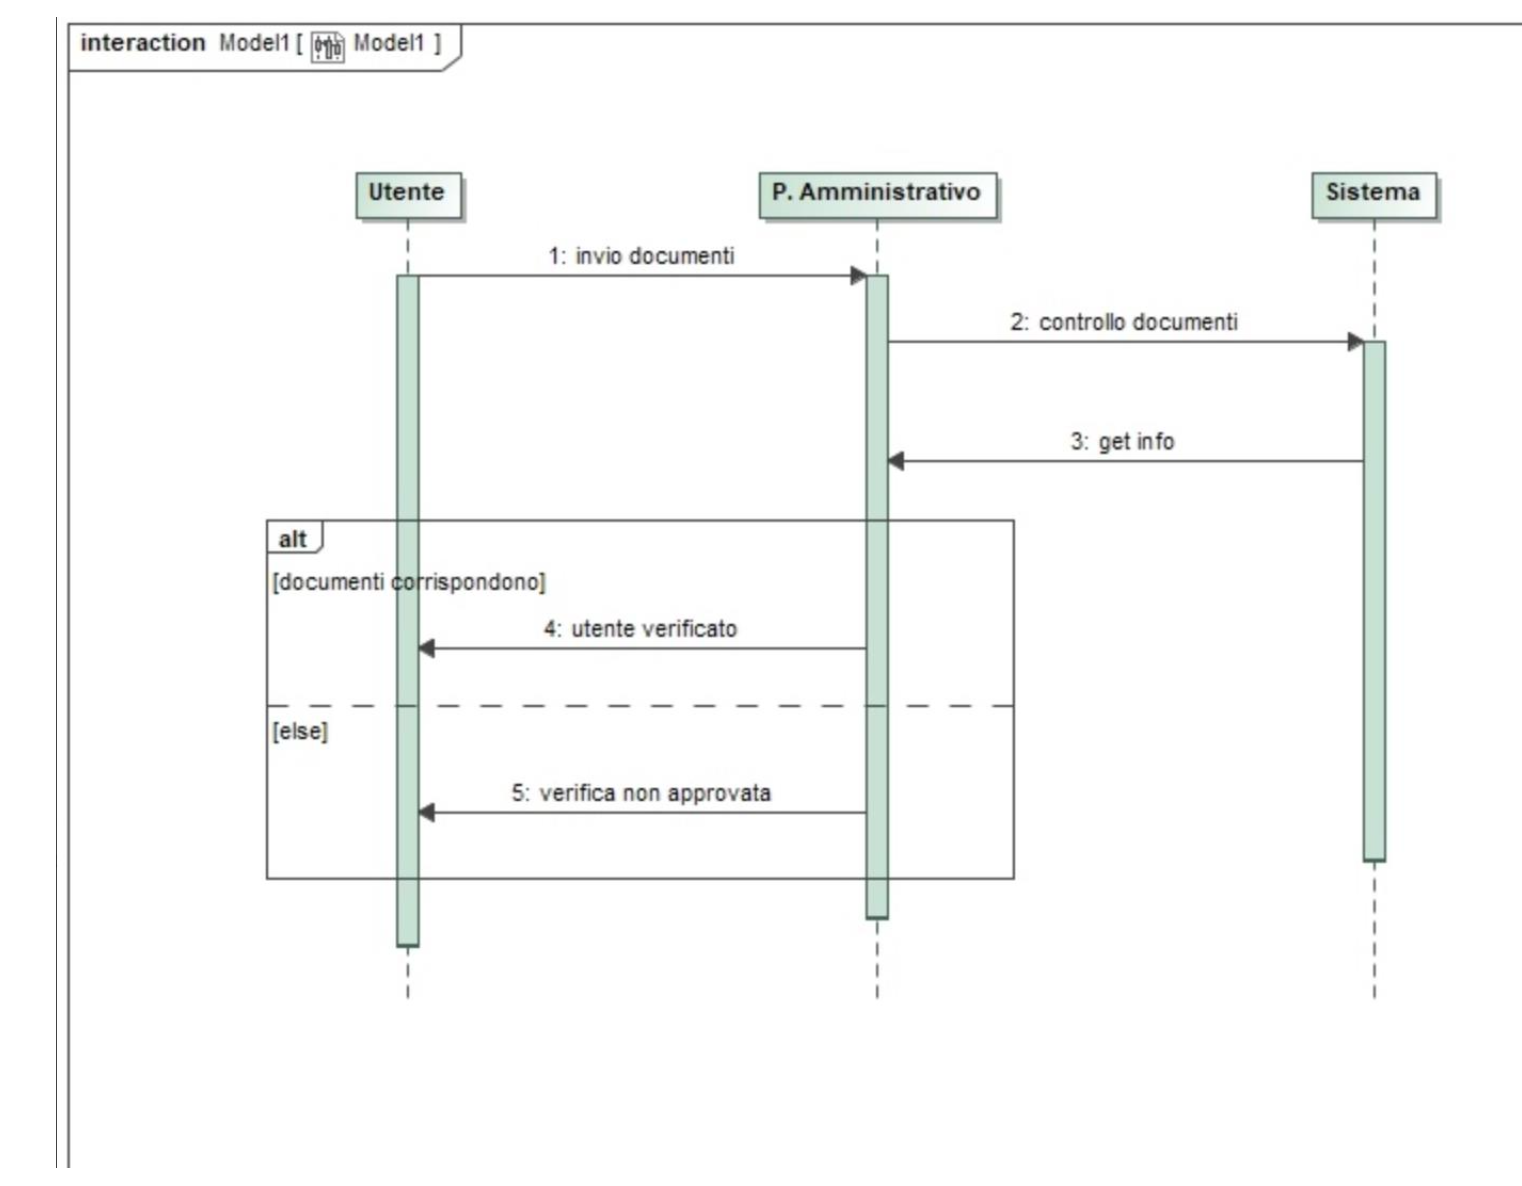 interaction Model1 [ Model1 ]
Utente
P. Amministrativo
Sistema
1: invio documenti
2: controllo documenti
3: get info
alt
[documenti corrispondono]
4: utente verificato
[else]
5: verifica non approvata